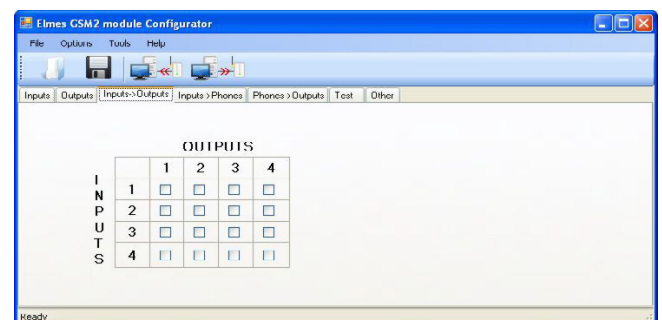 Elmes GSM2 module Configurator
File Options Tools Help
Inputs Outputs Inputs->Outputs Inputs->Phones Phones->Outputs Test Other
OUTPUTS
1 2 3 4
INPUTS
1
2
3
4
Ready